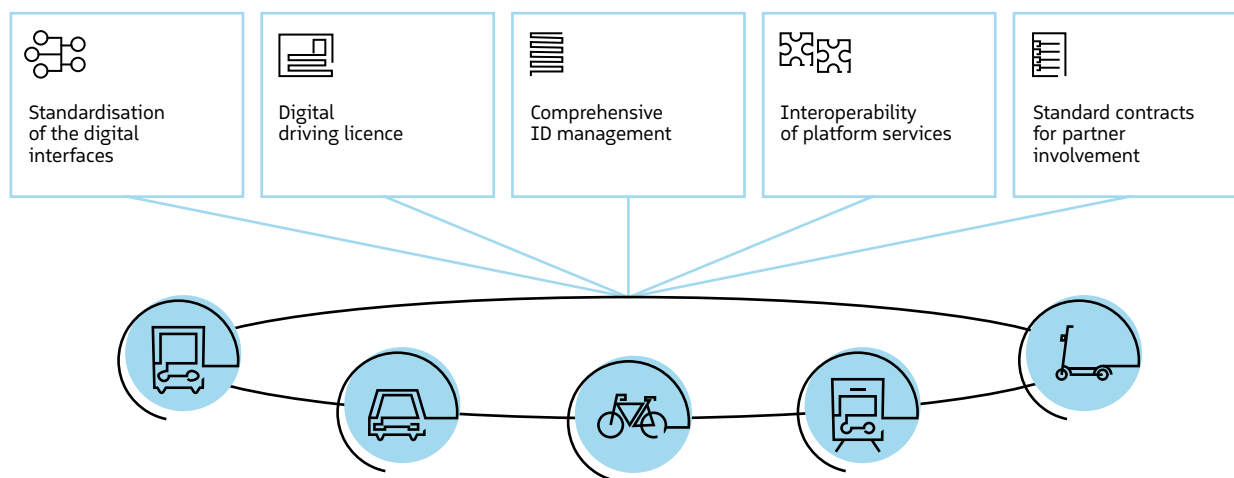 Standardisation
of the digital
interfaces
Digital
driving licence
Comprehensive
ID management
Interoperability
of platform services
Standard contracts
for partner
involvement